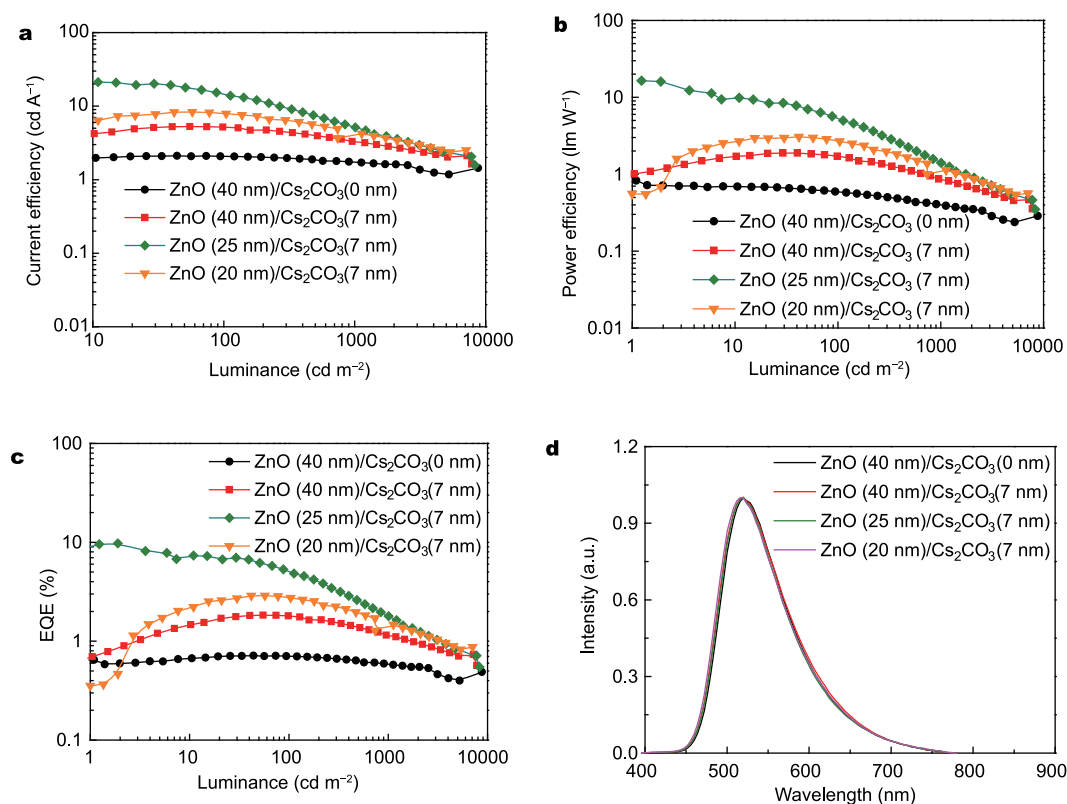 a
Current efficiency (cd A⁻¹)
100
10
1
0.1
0.01
ZnO (40 nm)/Cs₂CO₃(0 nm)
ZnO (40 nm)/Cs₂CO₃(7 nm)
ZnO (25 nm)/Cs₂CO₃(7 nm)
ZnO (20 nm)/Cs₂CO₃(7 nm)
10 100 1000 10000
Luminance (cd m⁻²)
b
Power efficiency (lm W⁻¹)
100
10
1
0.1
0.01
ZnO (40 nm)/Cs₂CO₃ (0 nm)
ZnO (40 nm)/Cs₂CO₃ (7 nm)
ZnO (25 nm)/Cs₂CO₃ (7 nm)
ZnO (20 nm)/Cs₂CO₃ (7 nm)
1 10 100 1000 10000
Luminance (cd m⁻²)
c
EQE (%)
100
10
1
0.1
ZnO (40 nm)/Cs₂CO₃(0 nm)
ZnO (40 nm)/Cs₂CO₃(7 nm)
ZnO (25 nm)/Cs₂CO₃(7 nm)
ZnO (20 nm)/Cs₂CO₃(7 nm)
1 10 100 1000 10000
Luminance (cd m⁻²)
d
Intensity (a.u.)
1.2
0.9
0.6
0.3
0.0
ZnO (40 nm)/Cs₂CO₃(0 nm)
ZnO (40 nm)/Cs₂CO₃(7 nm)
ZnO (25 nm)/Cs₂CO₃(7 nm)
ZnO (20 nm)/Cs₂CO₃(7 nm)
400 500 600 700 800 900
Wavelength (nm)